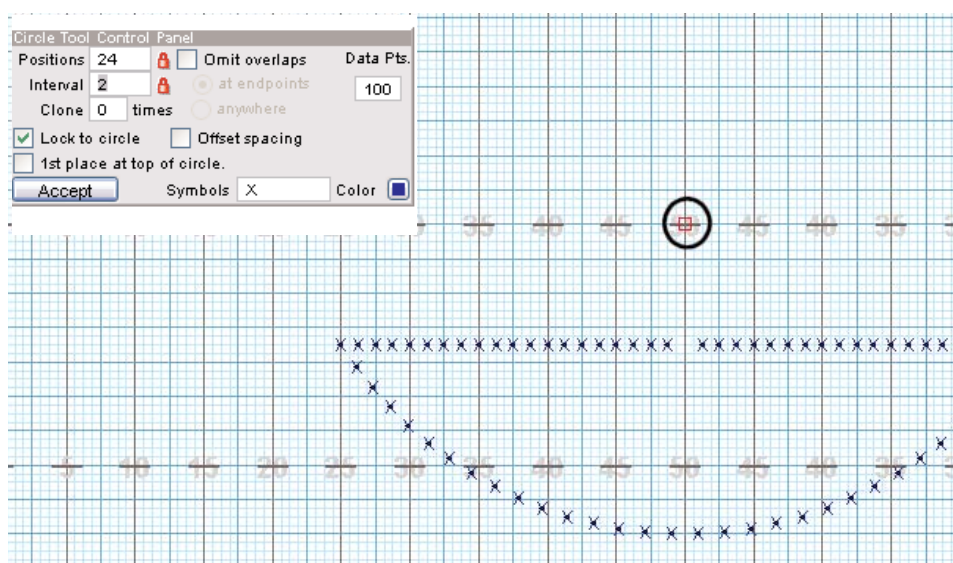 Circle Tool Control Panel
Positions 24 Omit overlaps Data Pts.
Interval 2 at endpoints 100
Clone 0 times anywhere
Lock to circle Offset spacing
1st place at top of circle.
Accept Symbols X Color
35 40 45 50 45 40 35
5 10 15 20 25 30 35 40 45 50 45 40 35